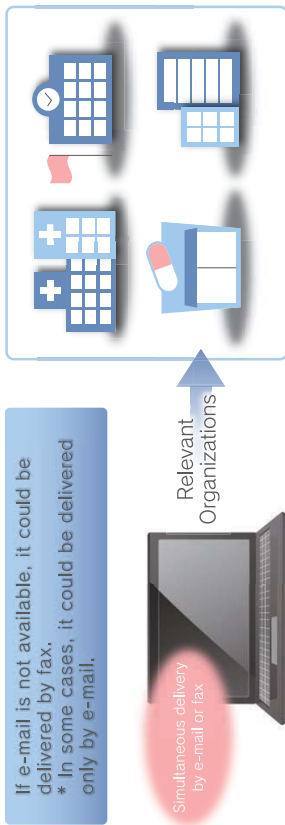 If e-mail is not available, it could be
delivered by fax.
* In some cases, it could be delivered
only by e-mail.
Simultaneous delivery
by e-mail or fax
Relevant
Organizations